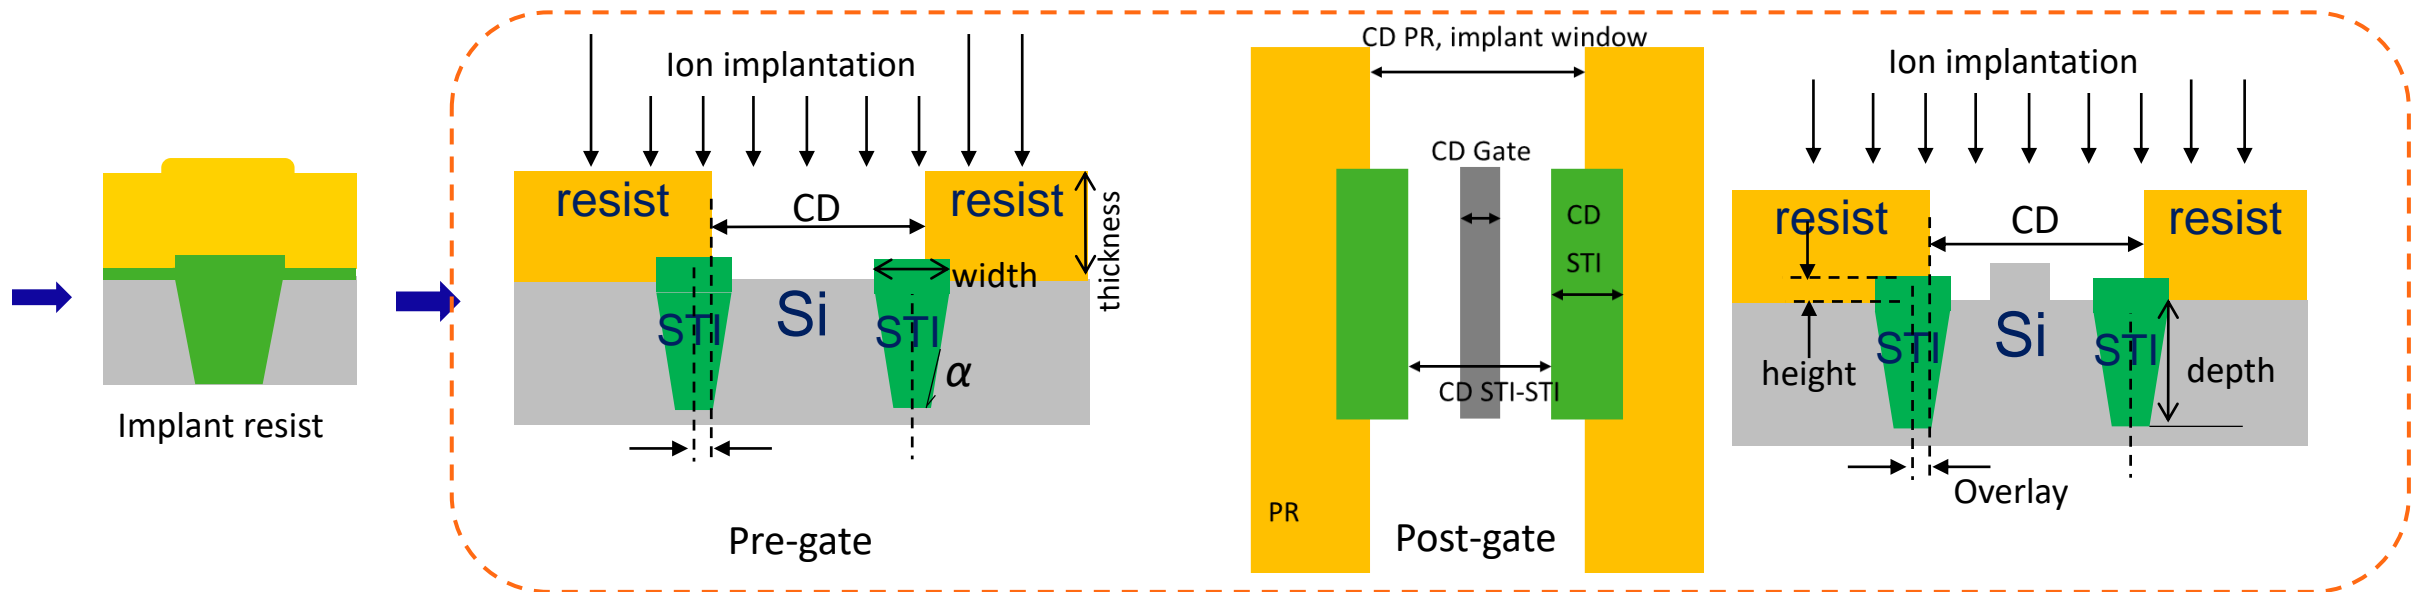 Implant resist
Ion implantation
resist
CD
resist
thickness
width
STI
Si
STI
α
Pre-gate
CD PR, implant window
CD Gate
CD
STI
CD STI-STI
PR
Post-gate
Ion implantation
resist
CD
resist
STI
Si
STI
height
depth
Overlay